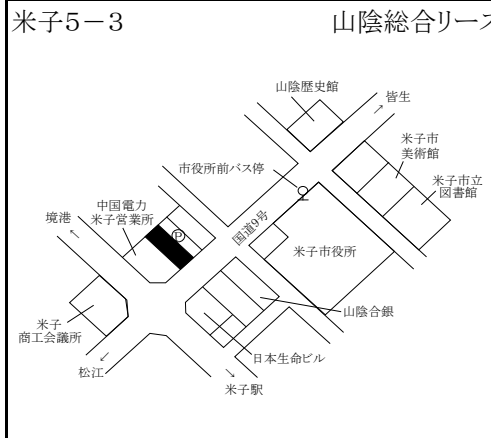 米子5－3
山陰総合リース
山陰歴史館
→
皆生
米子市
美術館
米子市立
図書館
市役所前バス停
中国電力
米子営業所
境港
←
P
国道9号
米子市役所
山陰合銀
米子
商工会議所
日本生命ビル
←
松江
→
米子駅